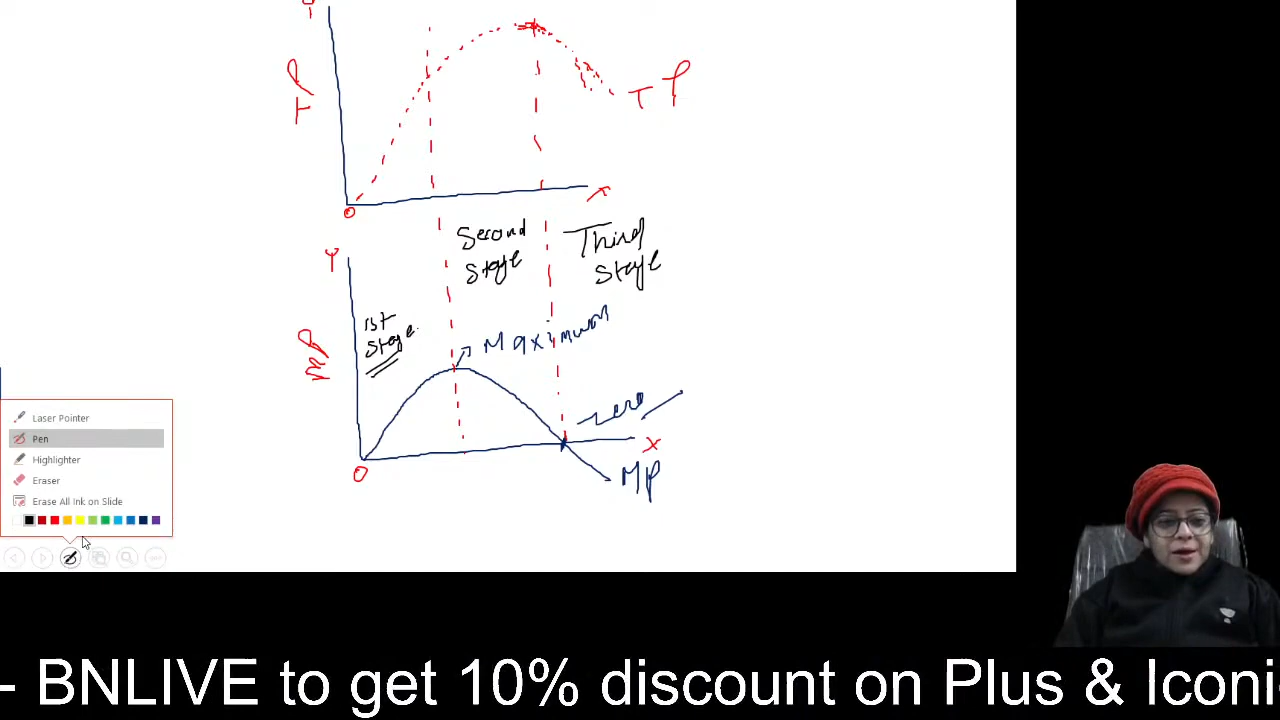 Y
TP
TP
O
X
Second
Stage
Third
Stage
Y
1st
Stage
Maximum
MP
zero
X
O
MP
Laser Pointer
Pen
Highlighter
Eraser
Erase All Ink on Slide
- BNLIVE to get 10% discount on Plus & Iconi